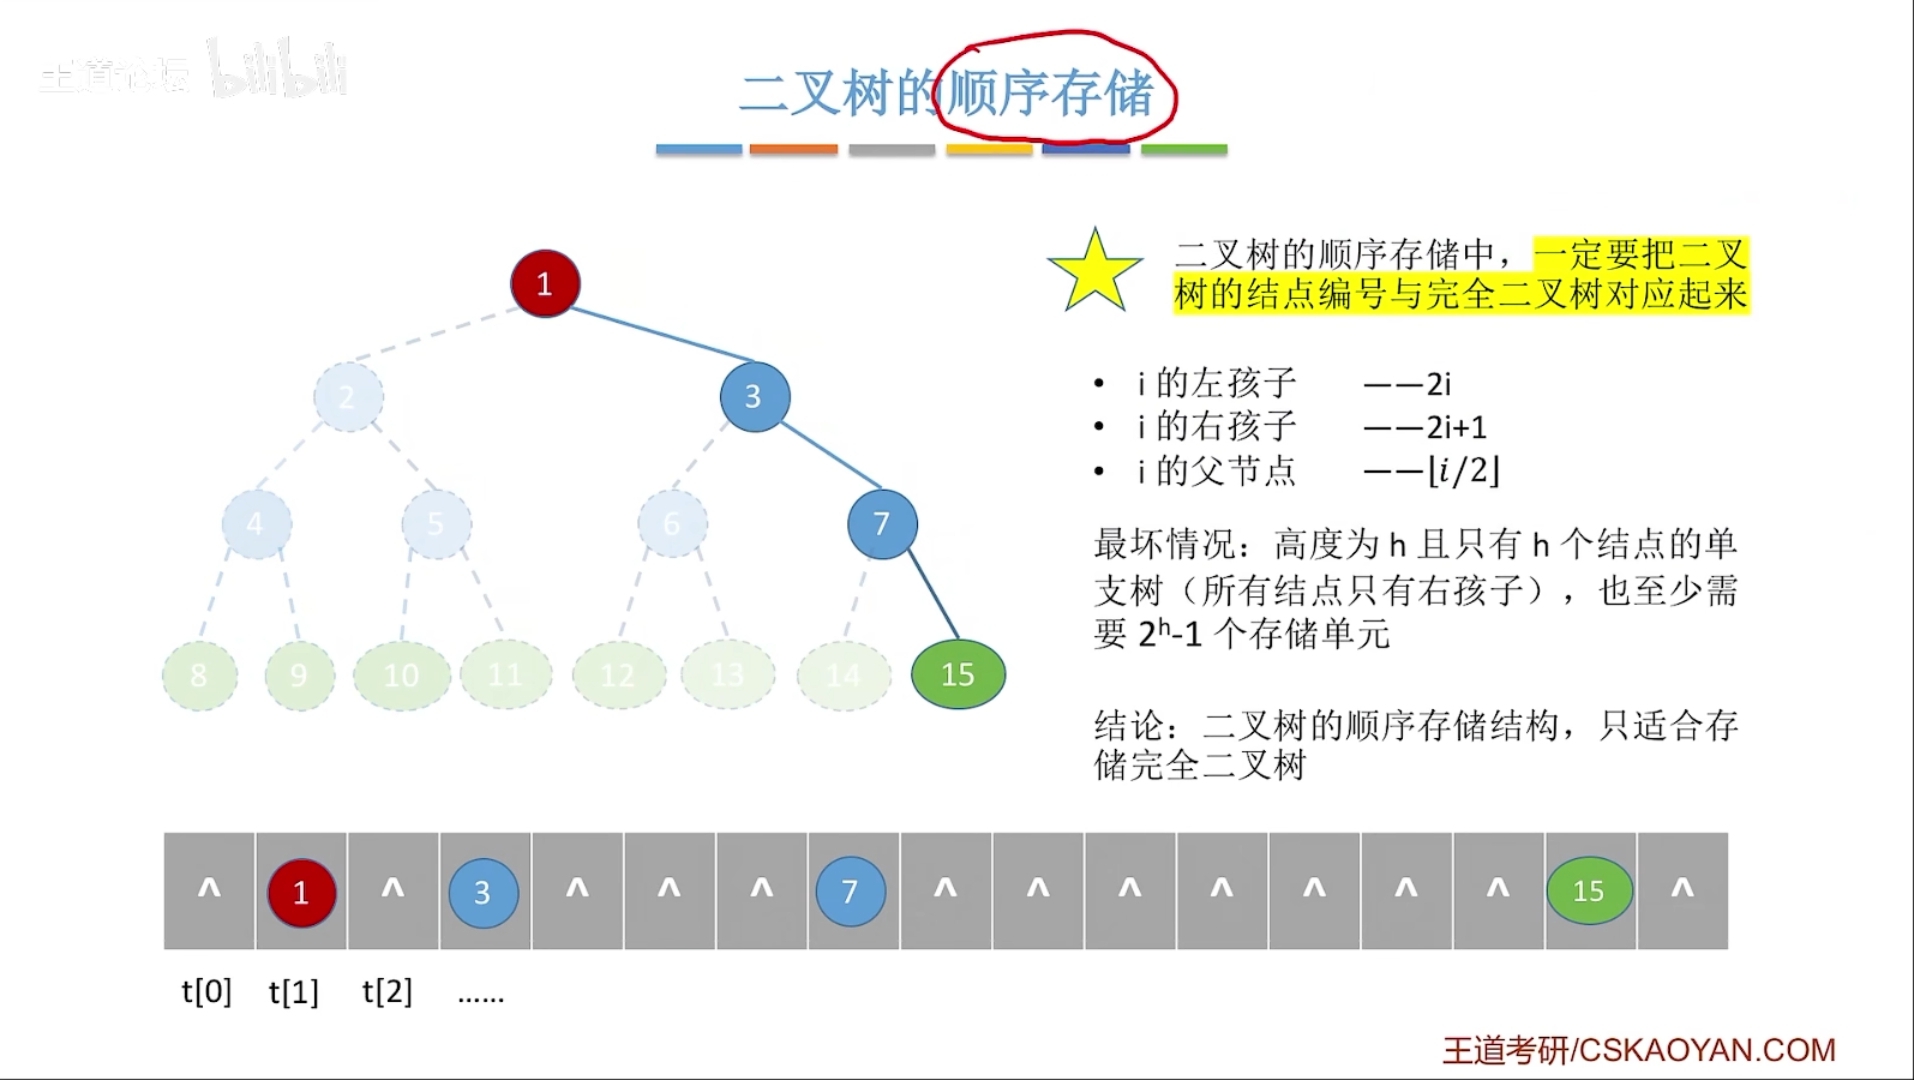 王道论坛 bilibili
二叉树的顺序存储
二叉树的顺序存储中，一定要把二叉
树的结点编号与完全二叉树对应起来
• i 的左孩子 ——2i
• i 的右孩子 ——2i+1
• i 的父节点 ——⌊i/2⌋
最坏情况：高度为 h 且只有 h 个结点的单
支树（所有结点只有右孩子），也至少需
要 2ʰ-1 个存储单元
结论：二叉树的顺序存储结构，只适合存
储完全二叉树
1
2 3
4 5 6 7
8 9 10 11 12 13 14 15
^ 1 ^ 3 ^ ^ ^ 7 ^ ^ ^ ^ ^ ^ ^ 15 ^
t[0] t[1] t[2] ……
王道考研/CSKAOYAN.COM